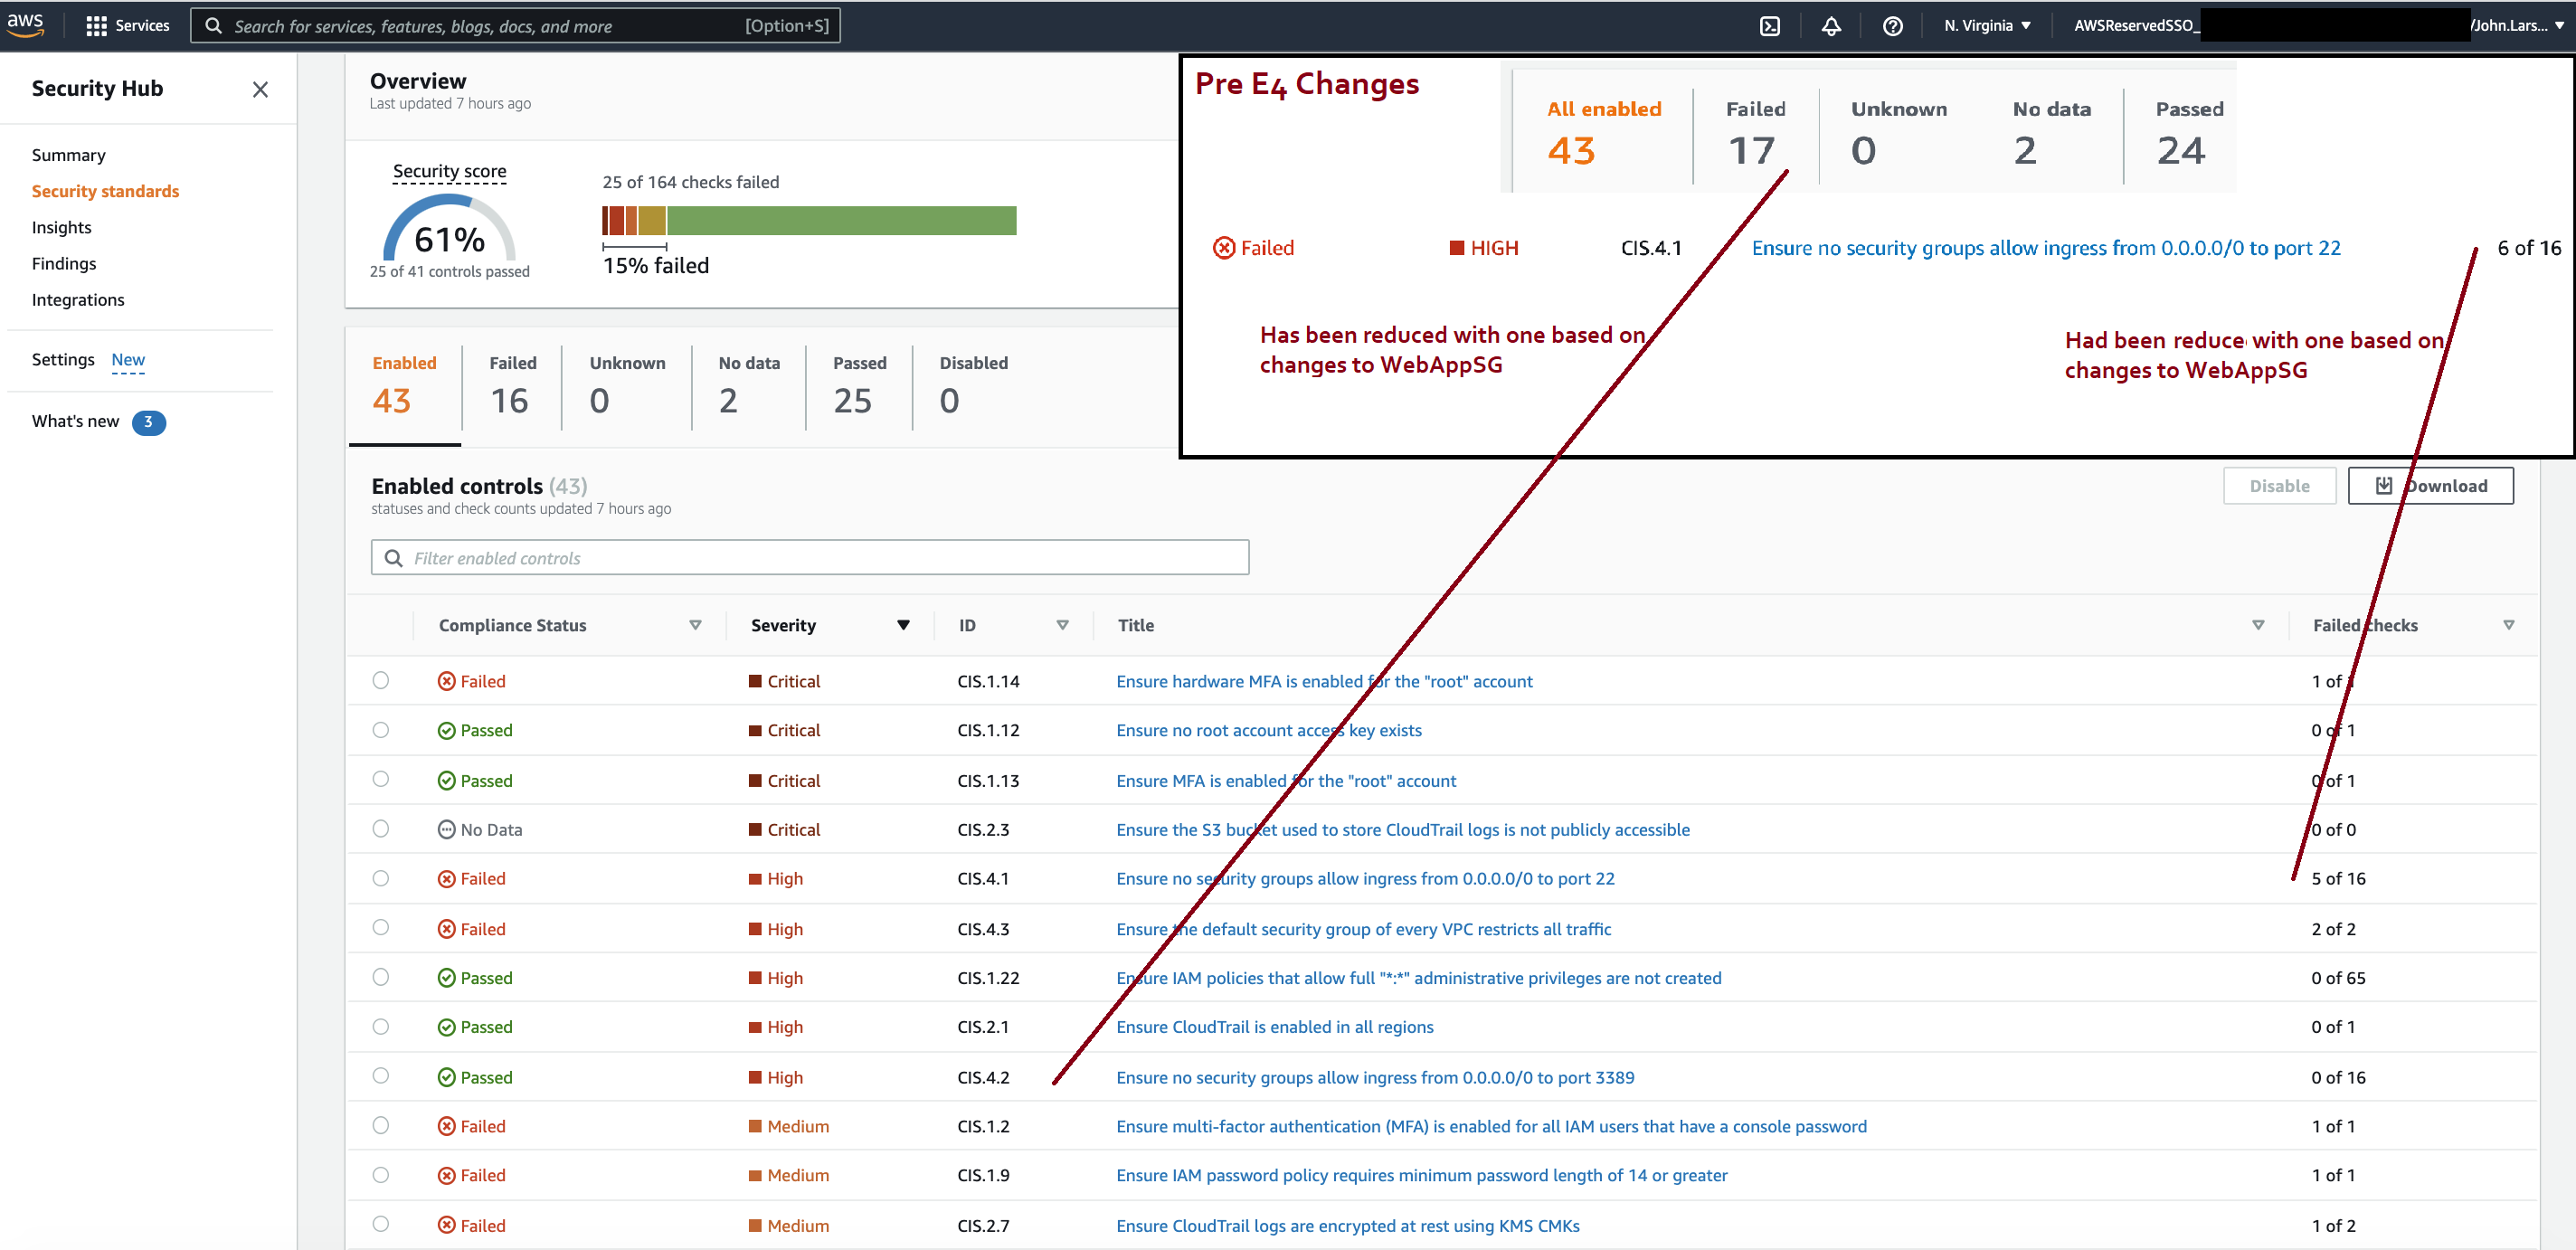 aws
Services
Search for services, features, blogs, docs, and more
[Option+S]
N. Virginia
AWSReservedSSO_
/John.Lars...
Security Hub
Summary
Security standards
Insights
Findings
Integrations
Settings New
What's new 3
Overview
Last updated 7 hours ago
Security score
61%
25 of 41 controls passed
25 of 164 checks failed
15% failed
Pre E4 Changes
All enabled Failed Unknown No data Passed
43 17 0 2 24
Failed HIGH CIS.4.1 Ensure no security groups allow ingress from 0.0.0.0/0 to port 22 6 of 16
Has been reduced with one based on
changes to WebAppSG
Had been reduce with one based on
changes to WebAppSG
Enabled Failed Unknown No data Passed Disabled
43 16 0 2 25 0
Enabled controls (43)
statuses and check counts updated 7 hours ago
Disable
Download
Filter enabled controls
Compliance Status Severity ID Title Failed checks
Failed Critical CIS.1.14 Ensure hardware MFA is enabled for the "root" account 1 of 1
Passed Critical CIS.1.12 Ensure no root account access key exists 0 of 1
Passed Critical CIS.1.13 Ensure MFA is enabled for the "root" account 0 of 1
No Data Critical CIS.2.3 Ensure the S3 bucket used to store CloudTrail logs is not publicly accessible 0 of 0
Failed High CIS.4.1 Ensure no security groups allow ingress from 0.0.0.0/0 to port 22 5 of 16
Failed High CIS.4.3 Ensure the default security group of every VPC restricts all traffic 2 of 2
Passed High CIS.1.22 Ensure IAM policies that allow full "*:*" administrative privileges are not created 0 of 65
Passed High CIS.2.1 Ensure CloudTrail is enabled in all regions 0 of 1
Passed High CIS.4.2 Ensure no security groups allow ingress from 0.0.0.0/0 to port 3389 0 of 16
Failed Medium CIS.1.2 Ensure multi-factor authentication (MFA) is enabled for all IAM users that have a console password 1 of 1
Failed Medium CIS.1.9 Ensure IAM password policy requires minimum password length of 14 or greater 1 of 1
Failed Medium CIS.2.7 Ensure CloudTrail logs are encrypted at rest using KMS CMKs 1 of 2